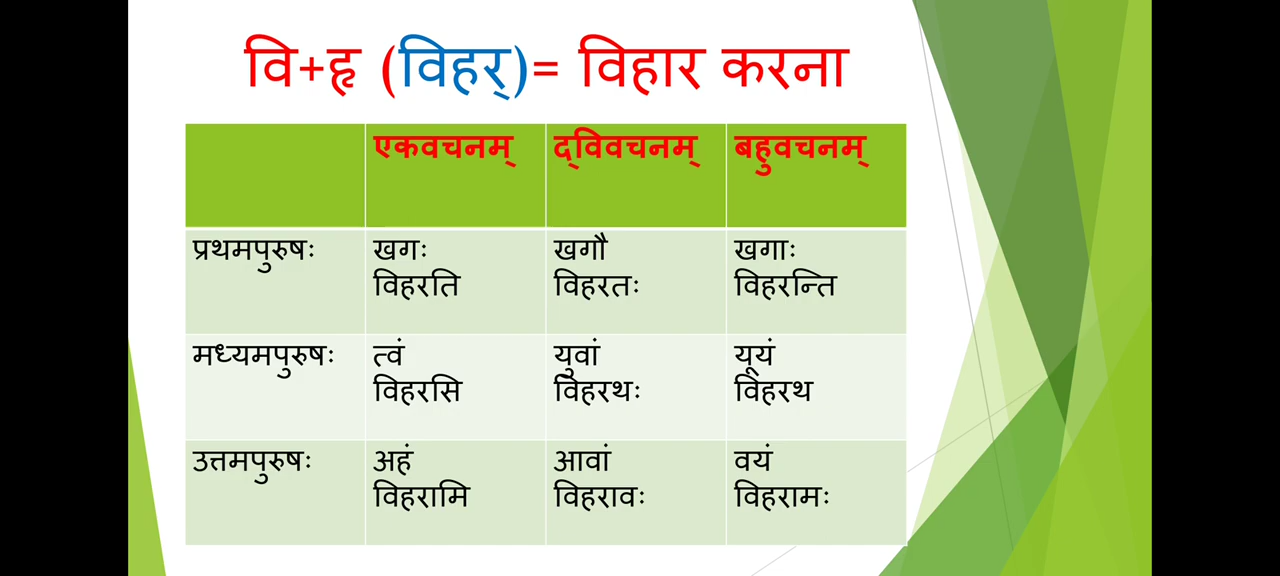 वि+हृ (विहर्)= विहार करना
एकवचनम् द्विवचनम् बहुवचनम्
प्रथमपुरुषः खगः खगौ खगाः
विहरति विहरतः विहरन्ति
मध्यमपुरुषः त्वं युवां यूयं
विहरसि विहरथः विहरथ
उत्तमपुरुषः अहं आवां वयं
विहरामि विहरावः विहरामः